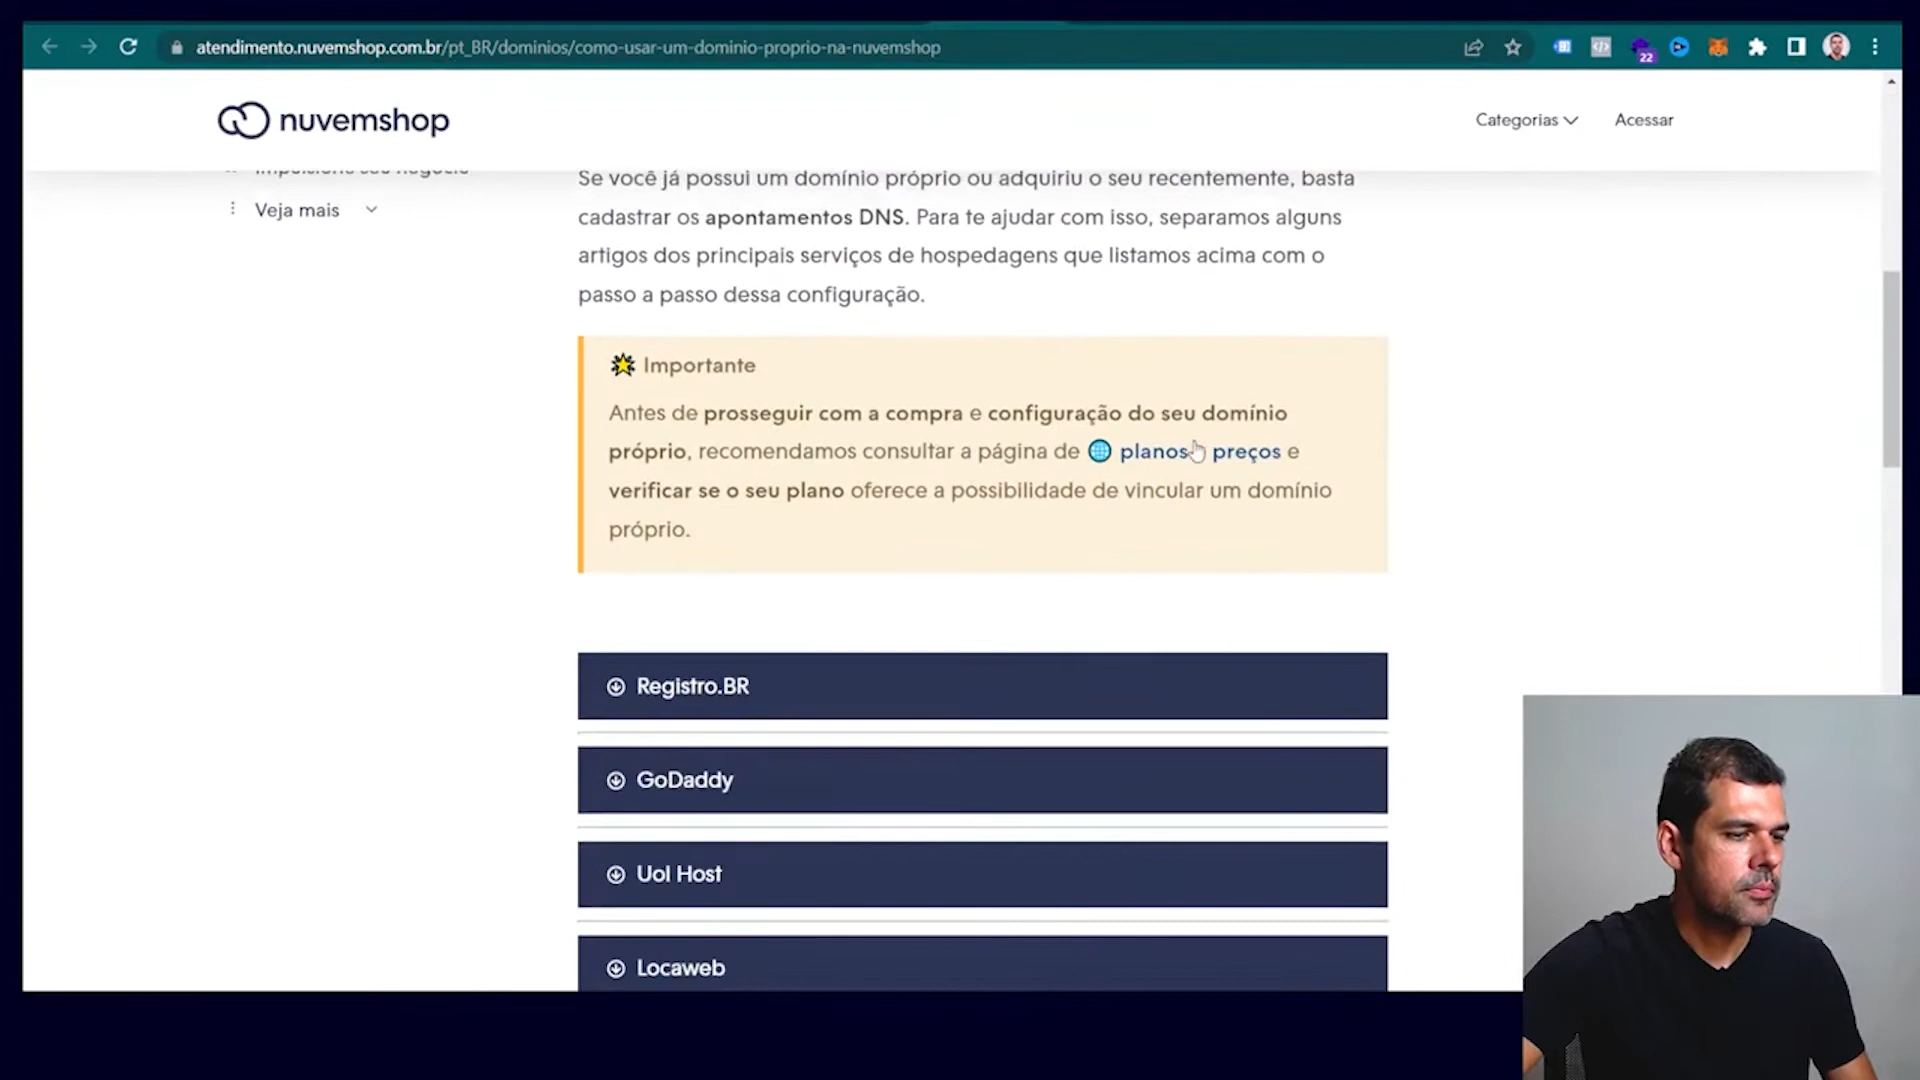 atendimento.nuvemshop.com.br/pt_BR/dominios/como-usar-um-dominio-proprio-na-nuvemshop
22
nuvemshop
Categorias
Acessar
Impulsione seu negócio
Veja mais
Se você já possui um domínio próprio ou adquiriu o seu recentemente, basta
cadastrar os apontamentos DNS. Para te ajudar com isso, separamos alguns
artigos dos principais serviços de hospedagens que listamos acima com o
passo a passo dessa configuração.
Importante
Antes de prosseguir com a compra e configuração do seu domínio
próprio, recomendamos consultar a página de planos preços e
verificar se o seu plano oferece a possibilidade de vincular um domínio
próprio.
Registro.BR
GoDaddy
Uol Host
Locaweb